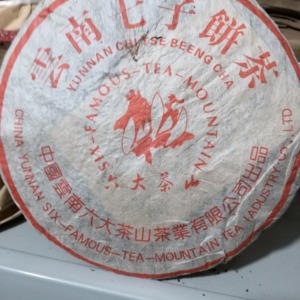 雲南七子餅茶
YUNNAN CHINESE BEENG CHA
SIX-FAMOUS-TEA-MOUNTAIN
六大茶山
中國雲南六大茶山茶業有限公司出品
CHINA YUNNAN SIX-FAMOUS-TEA-MOUNTAIN TEA INDUSTRY CO., LTD